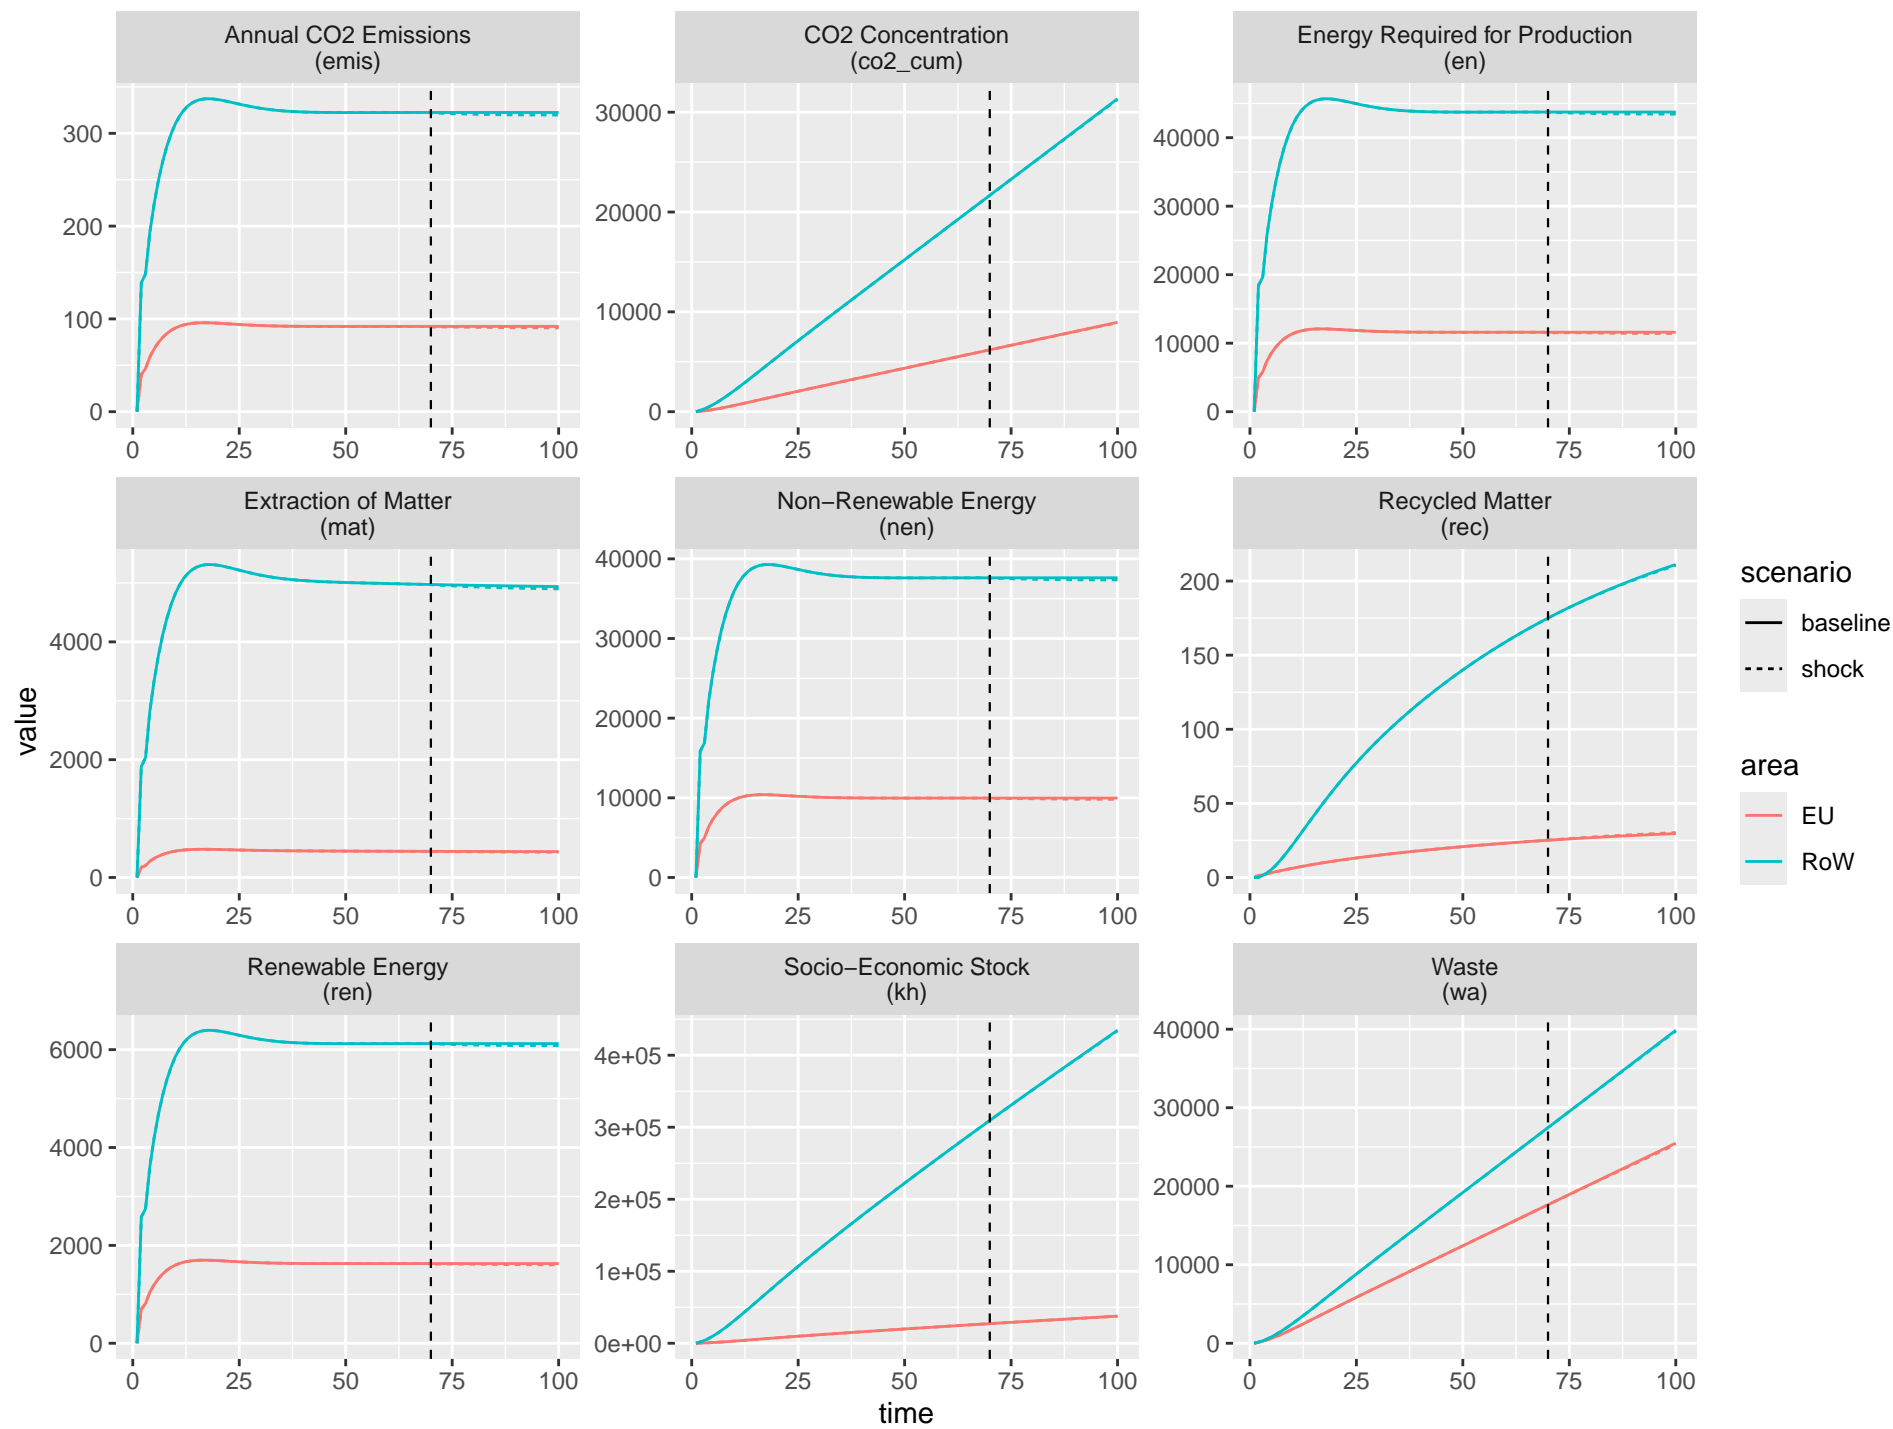 Annual CO2 Emissions
(emis)
CO2 Concentration
(co2_cum)
Energy Required for Production
(en)
300
200
100
0
0 25 50 75 100
30000
20000
10000
0
0 25 50 75 100
40000
30000
20000
10000
0
0 25 50 75 100
Extraction of Matter
(mat)
Non−Renewable Energy
(nen)
Recycled Matter
(rec)
4000
2000
0
0 25 50 75 100
40000
30000
20000
10000
0
0 25 50 75 100
200
150
100
50
0
0 25 50 75 100
Renewable Energy
(ren)
Socio−Economic Stock
(kh)
Waste
(wa)
6000
4000
2000
0
0 25 50 75 100
4e+05
3e+05
2e+05
1e+05
0e+00
0 25 50 75 100
40000
30000
20000
10000
0
0 25 50 75 100
value
time
scenario
baseline
shock
area
EU
RoW